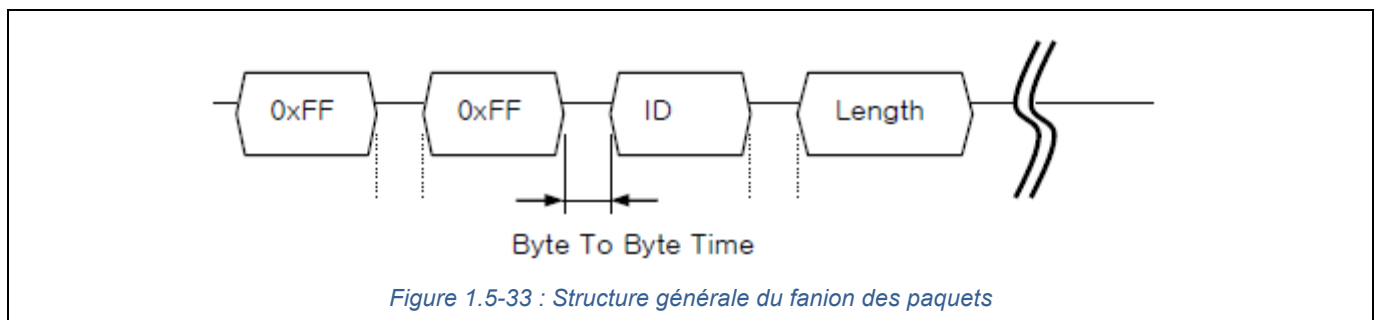 0xFF 0xFF ID Length
Byte To Byte Time
Figure 1.5-33 : Structure générale du fanion des paquets